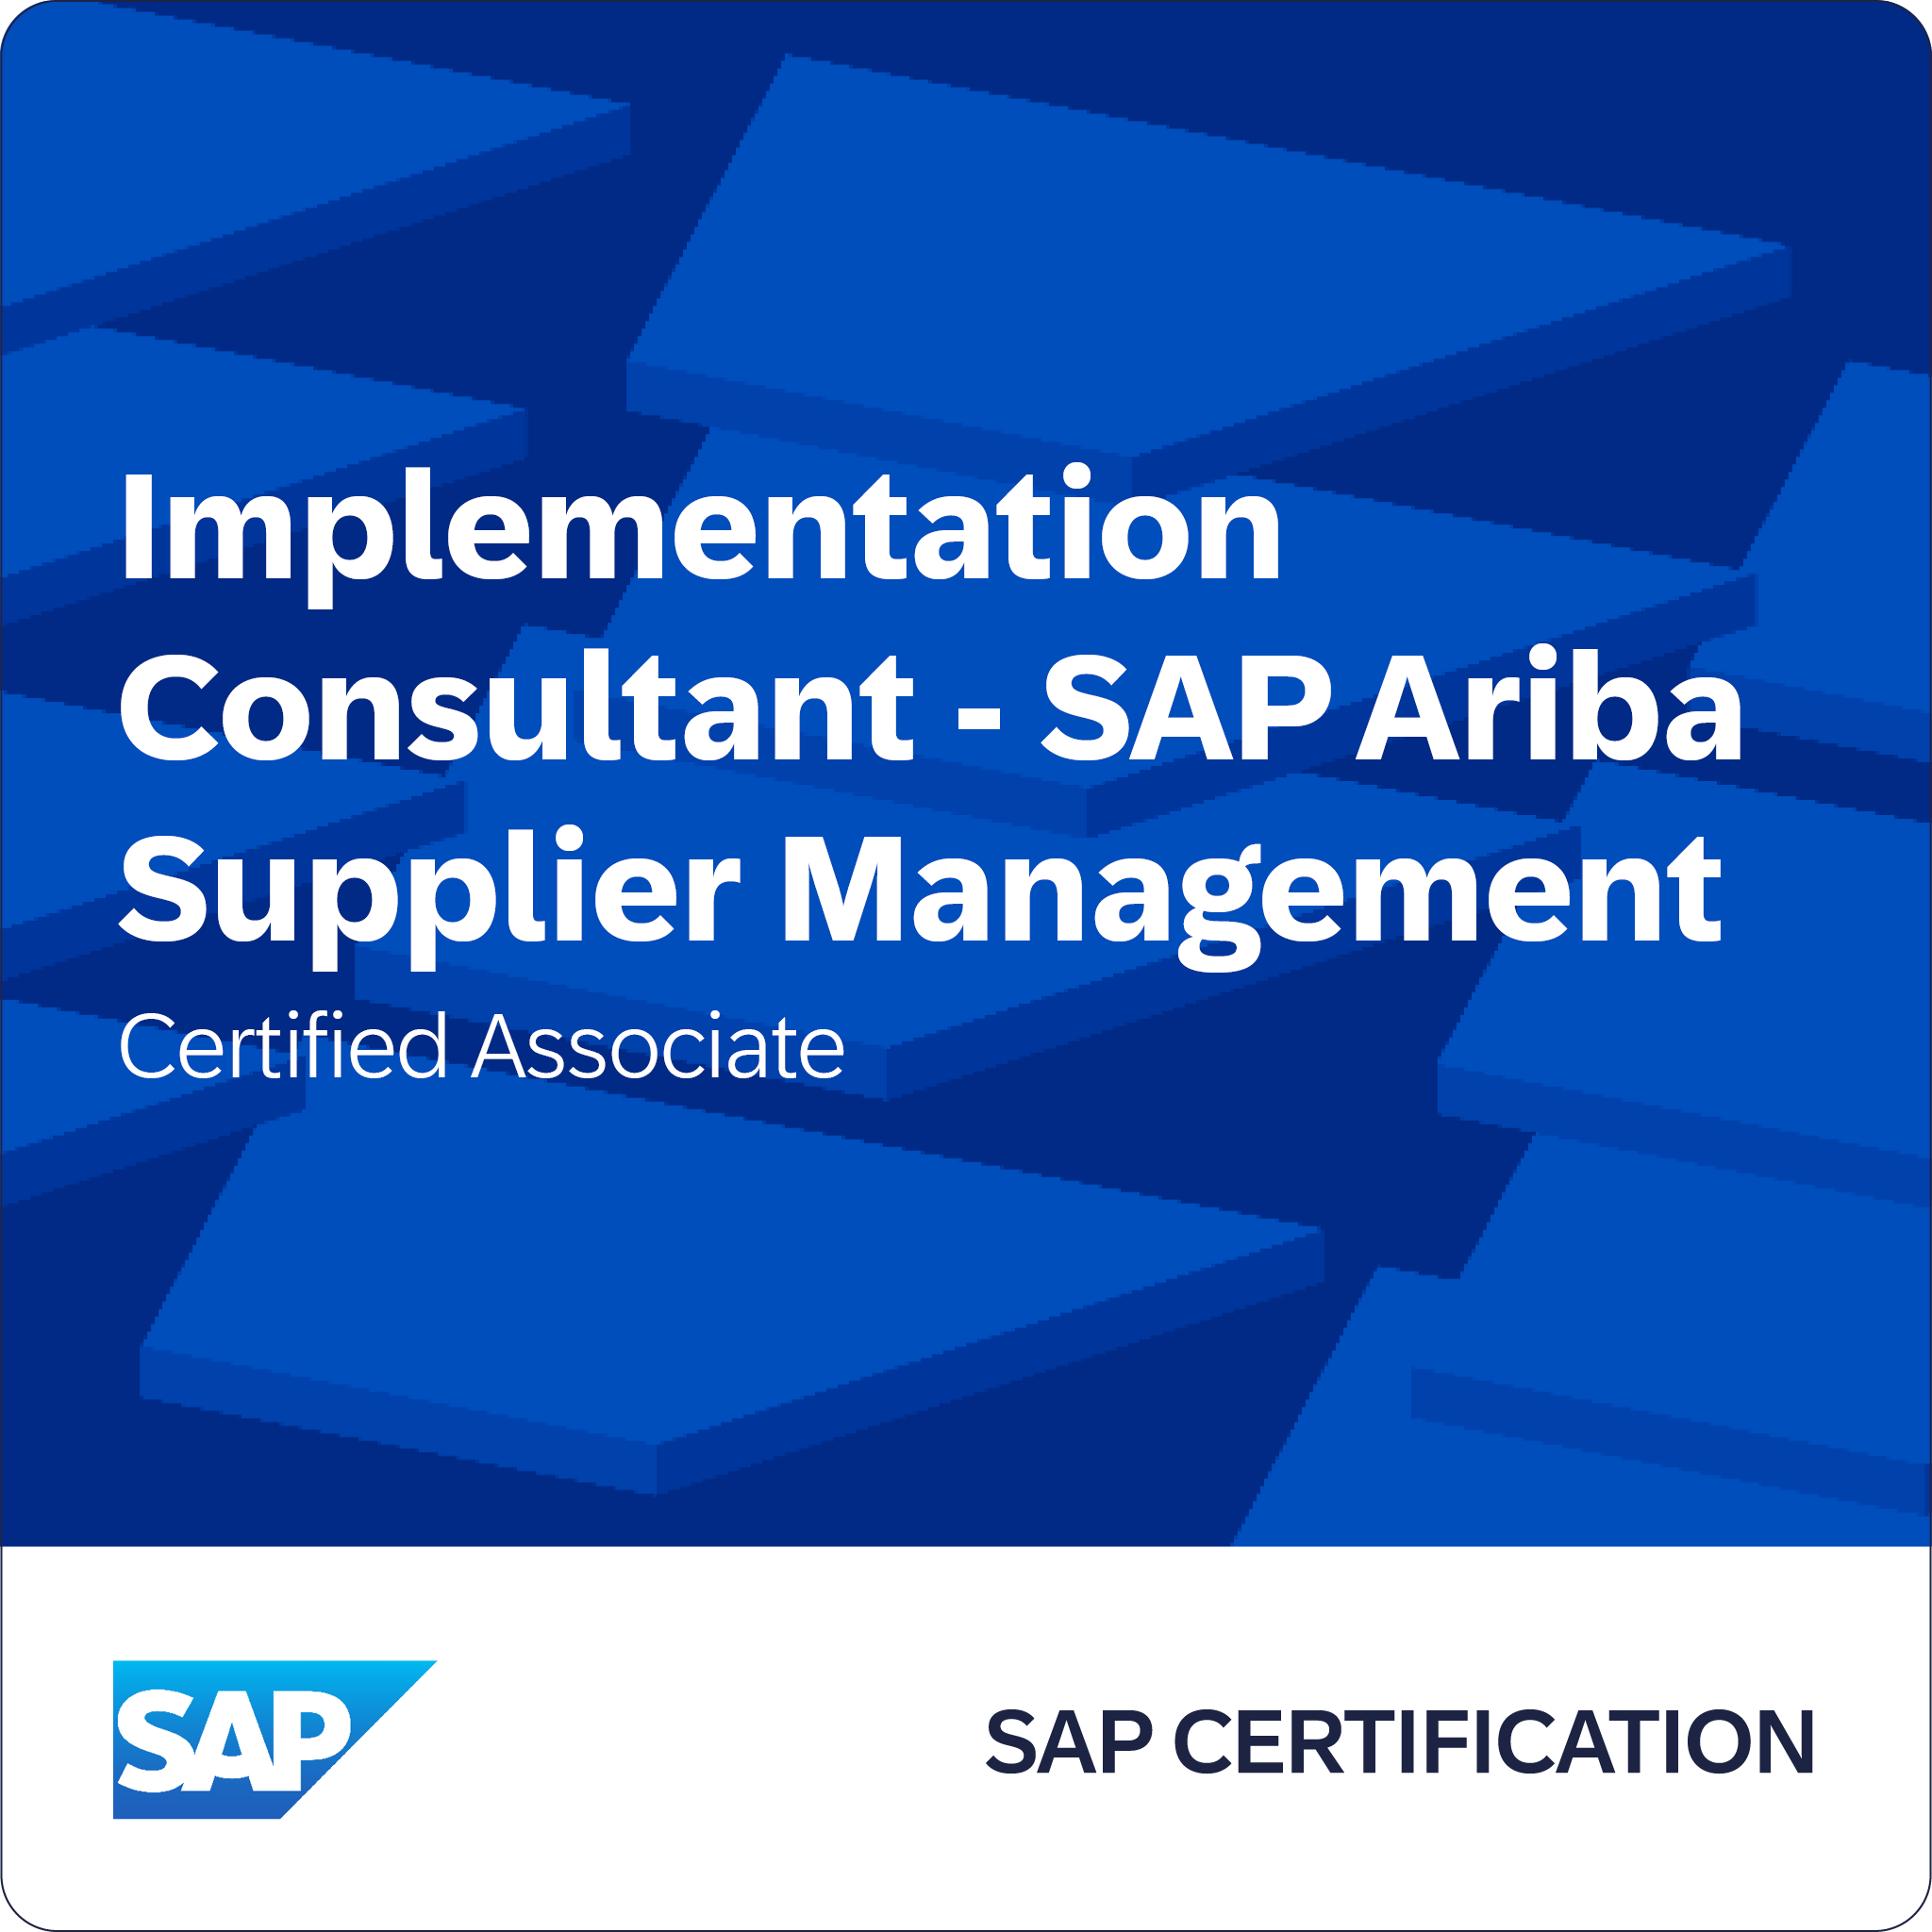 Implementation
Consultant - SAP Ariba
Supplier Management
Certified Associate
SAP
SAP CERTIFICATION